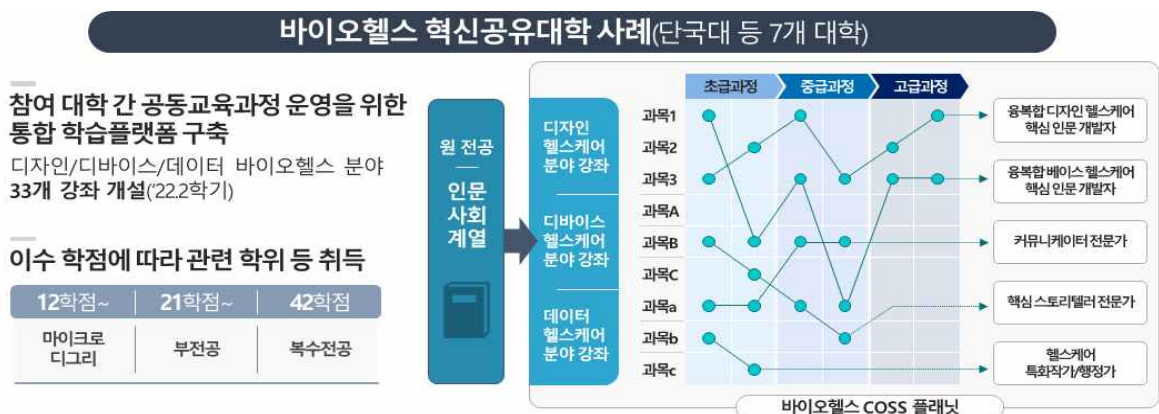 바이오헬스 혁신공유대학 사례(단국대 등 7개 대학)
참여 대학 간 공동교육과정 운영을 위한
통합 학습플랫폼 구축
디자인/디바이스/데이터 바이오헬스 분야
33개 강좌 개설('22.2학기)
이수 학점에 따라 관련 학위 등 취득
12학점~ 21학점~ 42학점
마이크로
디그리
부전공
복수전공
원 전공
인문
사회
계열
디자인
헬스케어
분야 강좌
디바이스
헬스케어
분야 강좌
데이터
헬스케어
분야 강좌
초급과정 중급과정 고급과정
과목1
과목2
과목3
과목A
과목B
과목C
과목a
과목b
과목c
융복합 디자인 헬스케어
핵심 인문 개발자
융복합 베이스 헬스케어
핵심 인문 개발자
커뮤니케이터 전문가
핵심 스토리텔러 전문가
헬스케어
특화작가/행정가
바이오헬스 COSS 플래닛